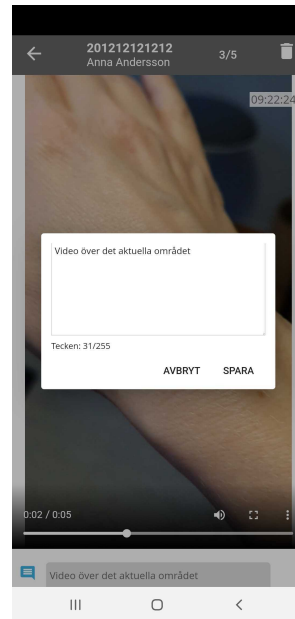 201212121212
Anna Andersson
3/5
09:22:24
Video över det aktuella området
Tecken: 31/255
AVBRYT SPARA
0:02 / 0:05
Video över det aktuella området